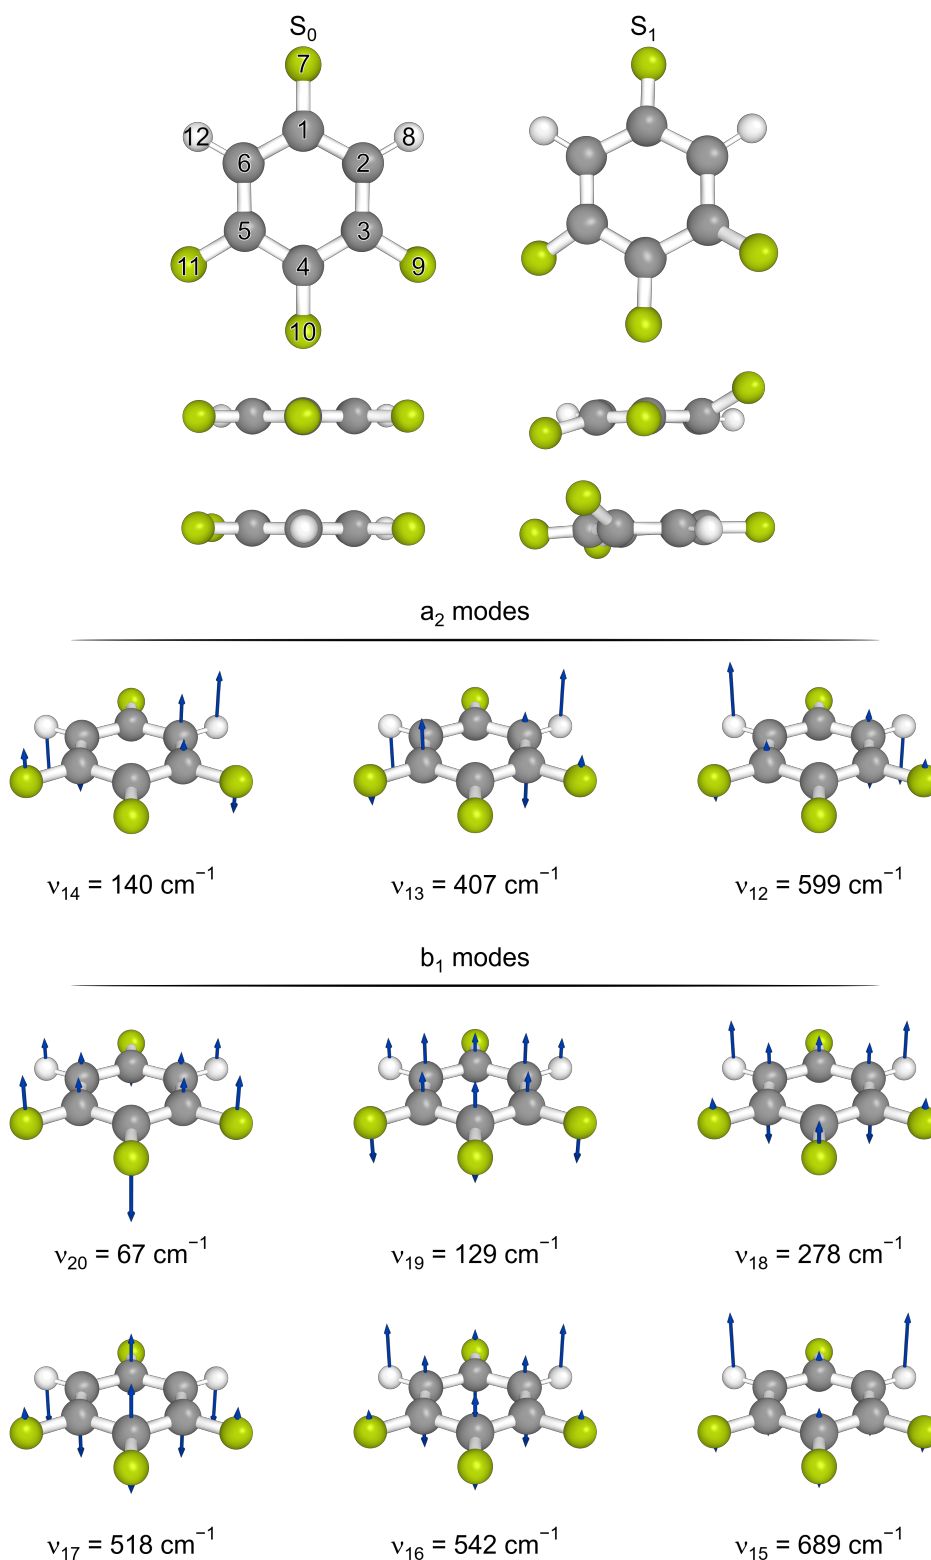 S₀ S₁
7
12 1 8
6 2
5 3
11 4 9
10
a₂ modes
ν₁₄ = 140 cm⁻¹ ν₁₃ = 407 cm⁻¹ ν₁₂ = 599 cm⁻¹
b₁ modes
ν₂₀ = 67 cm⁻¹ ν₁₉ = 129 cm⁻¹ ν₁₈ = 278 cm⁻¹
ν₁₇ = 518 cm⁻¹ ν₁₆ = 542 cm⁻¹ ν₁₅ = 689 cm⁻¹